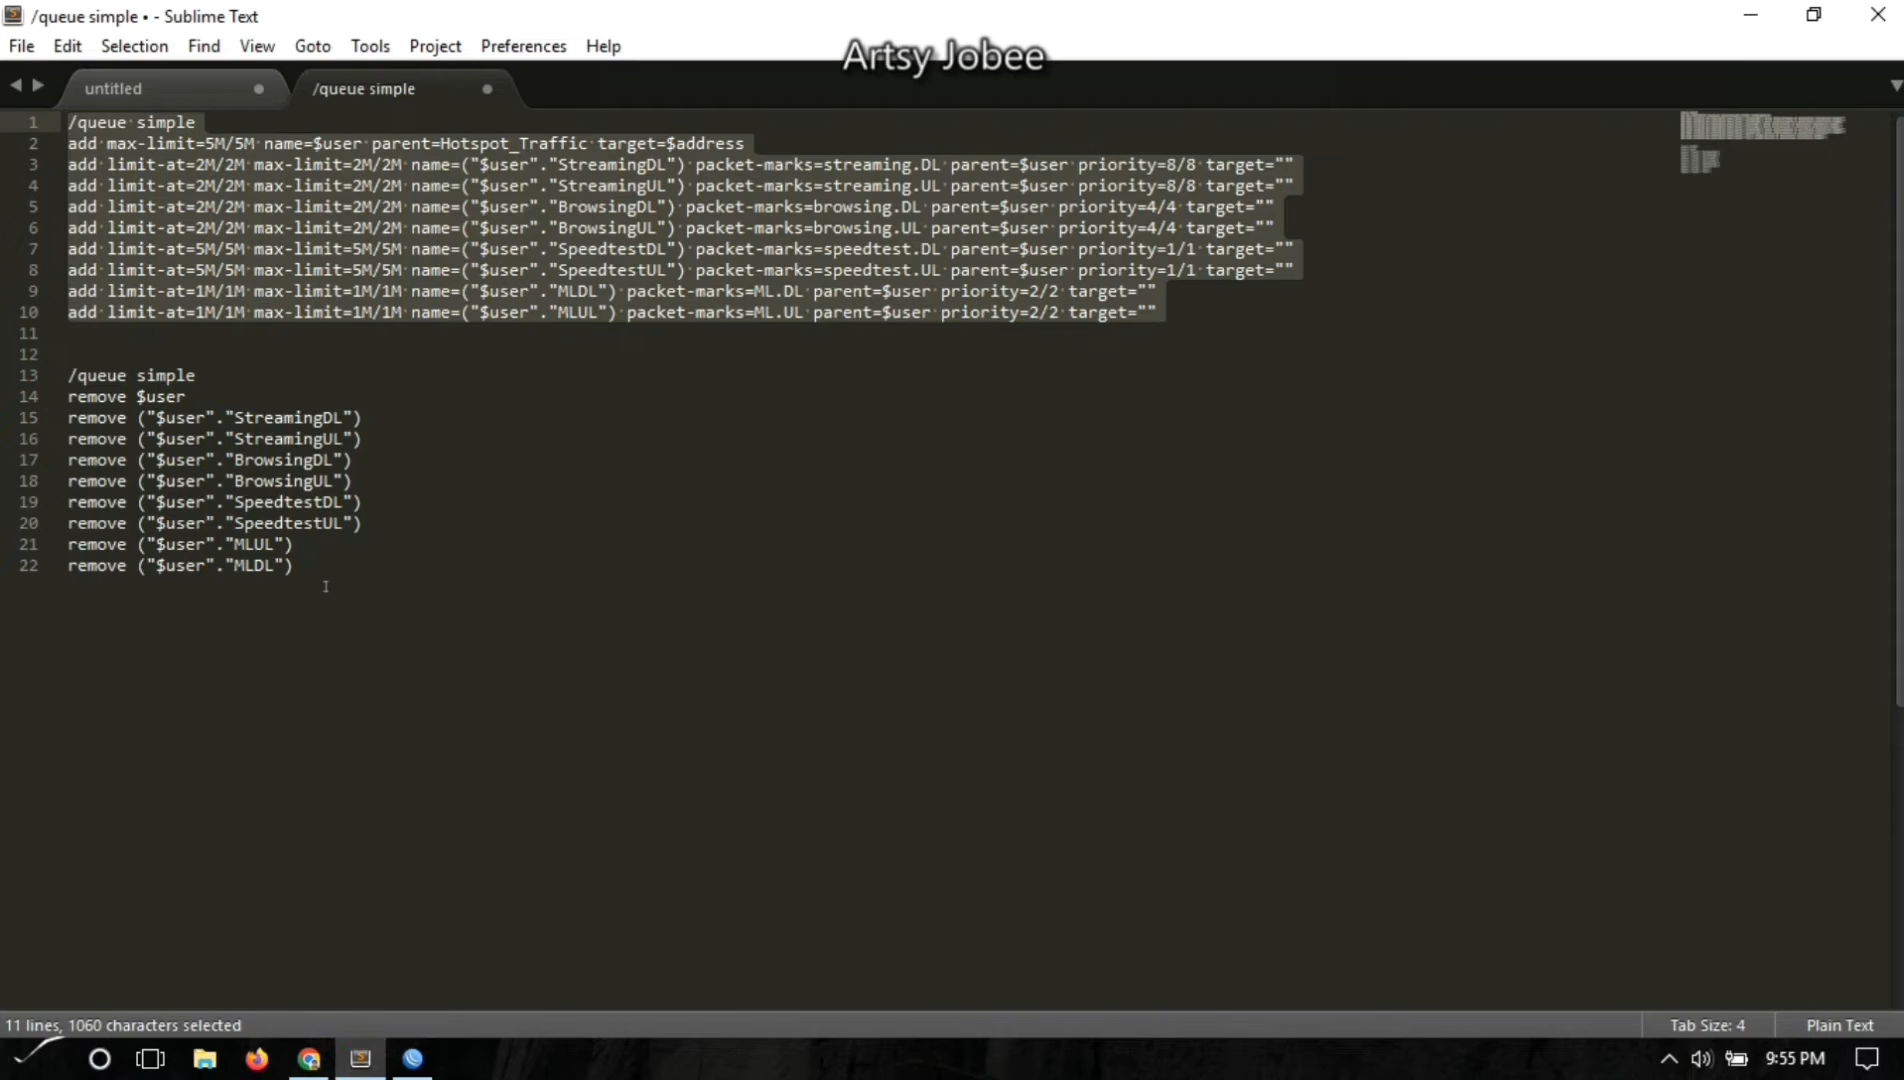 /queue simple • - Sublime Text
File Edit Selection Find View Goto Tools Project Preferences Help
Artsy Jobee
untitled
/queue simple
1 /queue simple
2 add max-limit=5M/5M name=$user parent=Hotspot_Traffic target=$address
3 add limit-at=2M/2M max-limit=2M/2M name=("$user"."StreamingDL") packet-marks=streaming.DL parent=$user priority=8/8 target=""
4 add limit-at=2M/2M max-limit=2M/2M name=("$user"."StreamingUL") packet-marks=streaming.UL parent=$user priority=8/8 target=""
5 add limit-at=2M/2M max-limit=2M/2M name=("$user"."BrowsingDL") packet-marks=browsing.DL parent=$user priority=4/4 target=""
6 add limit-at=2M/2M max-limit=2M/2M name=("$user"."BrowsingUL") packet-marks=browsing.UL parent=$user priority=4/4 target=""
7 add limit-at=5M/5M max-limit=5M/5M name=("$user"."SpeedtestDL") packet-marks=speedtest.DL parent=$user priority=1/1 target=""
8 add limit-at=5M/5M max-limit=5M/5M name=("$user"."SpeedtestUL") packet-marks=speedtest.UL parent=$user priority=1/1 target=""
9 add limit-at=1M/1M max-limit=1M/1M name=("$user"."MLDL") packet-marks=ML.DL parent=$user priority=2/2 target=""
10 add limit-at=1M/1M max-limit=1M/1M name=("$user"."MLUL") packet-marks=ML.UL parent=$user priority=2/2 target=""
11
12
13 /queue simple
14 remove $user
15 remove ("$user"."StreamingDL")
16 remove ("$user"."StreamingUL")
17 remove ("$user"."BrowsingDL")
18 remove ("$user"."BrowsingUL")
19 remove ("$user"."SpeedtestDL")
20 remove ("$user"."SpeedtestUL")
21 remove ("$user"."MLUL")
22 remove ("$user"."MLDL")
11 lines, 1060 characters selected
Tab Size: 4
Plain Text
9:55 PM